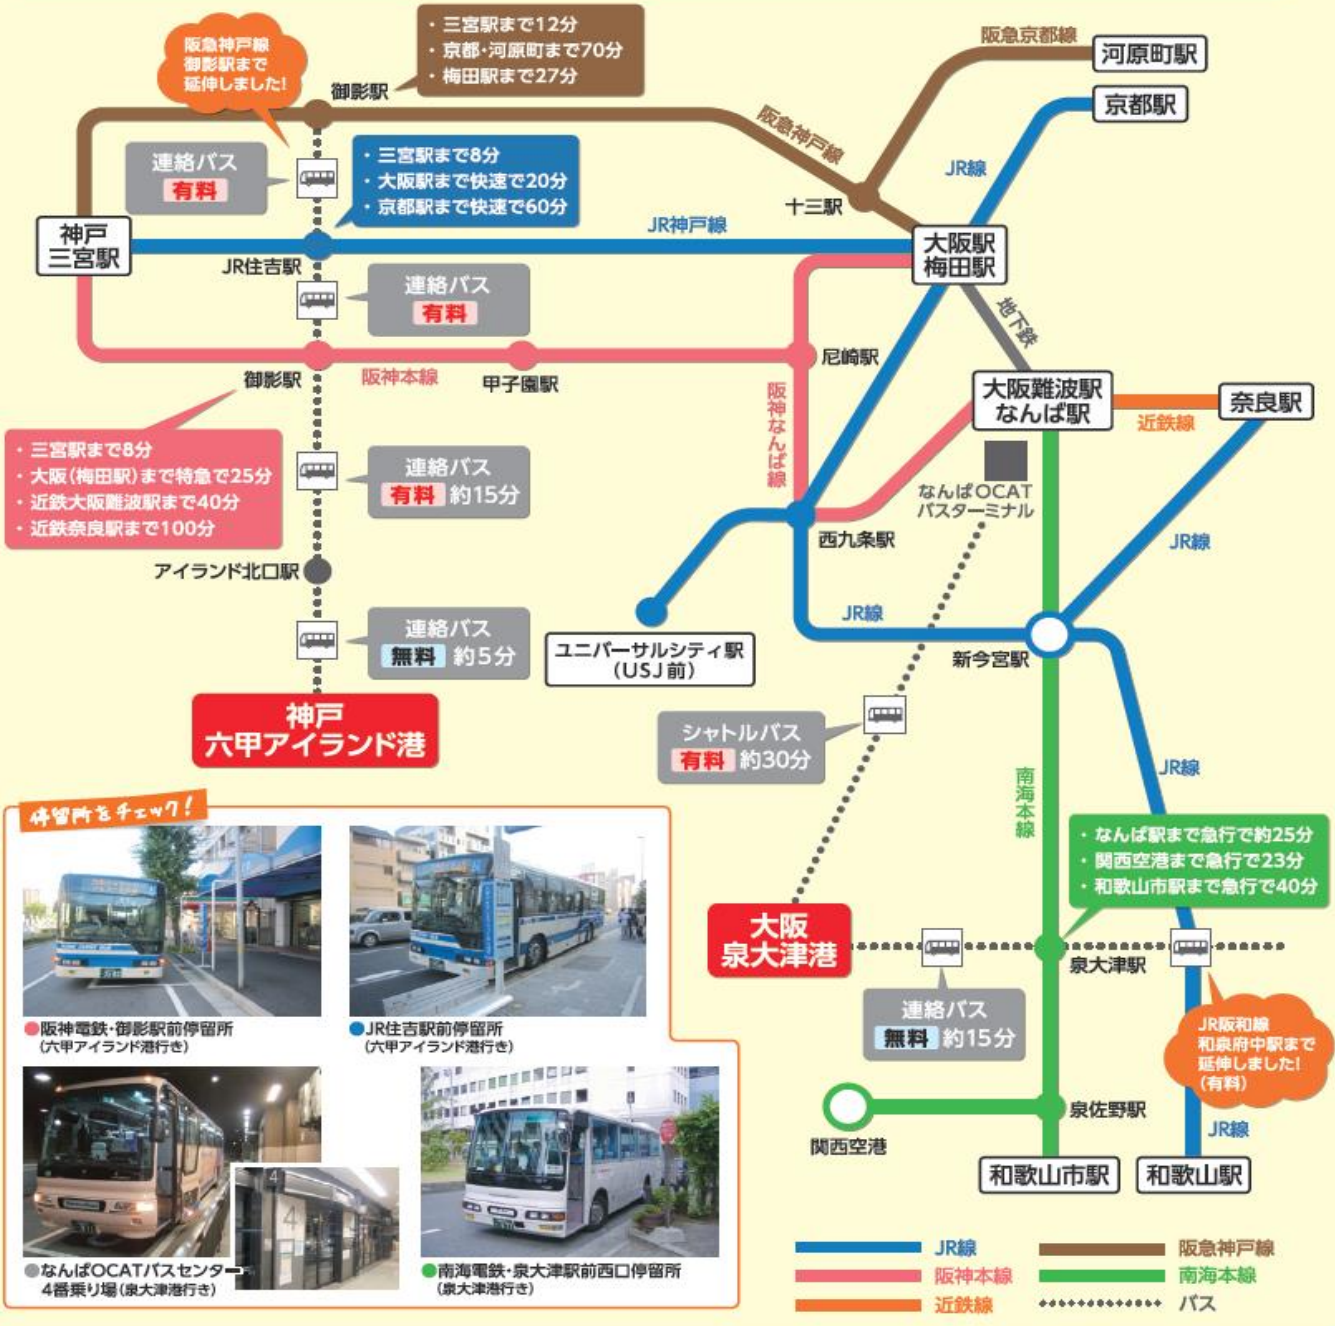 阪急神戸線
御影駅まで
延伸しました!
・三宮駅まで12分
・京都・河原町まで70分
・梅田駅まで27分
御影駅
阪急京都線
河原町駅
京都駅
阪急神戸線
JR線
十三駅
連絡バス
有料
・三宮駅まで8分
・大阪駅まで快速で20分
・京都駅まで快速で60分
神戸
三宮駅
JR住吉駅
JR神戸線
大阪駅
梅田駅
連絡バス
有料
地下鉄
御影駅
阪神本線
甲子園駅
尼崎駅
阪神なんば線
大阪難波駅
なんば駅
近鉄線
奈良駅
・三宮駅まで8分
・大阪(梅田駅)まで特急で25分
・近鉄大阪難波駅まで40分
・近鉄奈良駅まで100分
連絡バス
有料 約15分
なんばOCAT
バスターミナル
西九条駅
JR線
アイランド北口駅
連絡バス
無料 約5分
ユニバーサルシティ駅
(USJ前)
JR線
新今宮駅
神戸
六甲アイランド港
シャトルバス
有料 約30分
南海本線
JR線
・なんば駅まで急行で約25分
・関西空港まで急行で23分
・和歌山市駅まで急行で40分
大阪
泉大津港
泉大津駅
連絡バス
無料 約15分
JR阪和線
和泉府中駅まで
延伸しました!
(有料)
関西空港
泉佐野駅
JR線
和歌山市駅
和歌山駅
停留所をチェック!
●阪神電鉄・御影駅前停留所
(六甲アイランド港行き)
●JR住吉駅前停留所
(六甲アイランド港行き)
4
4
●なんばOCATバスセンター
4番乗り場(泉大津港行き)
●南海電鉄・泉大津駅前西口停留所
(泉大津港行き)
JR線
阪急神戸線
阪神本線
南海本線
近鉄線
バス